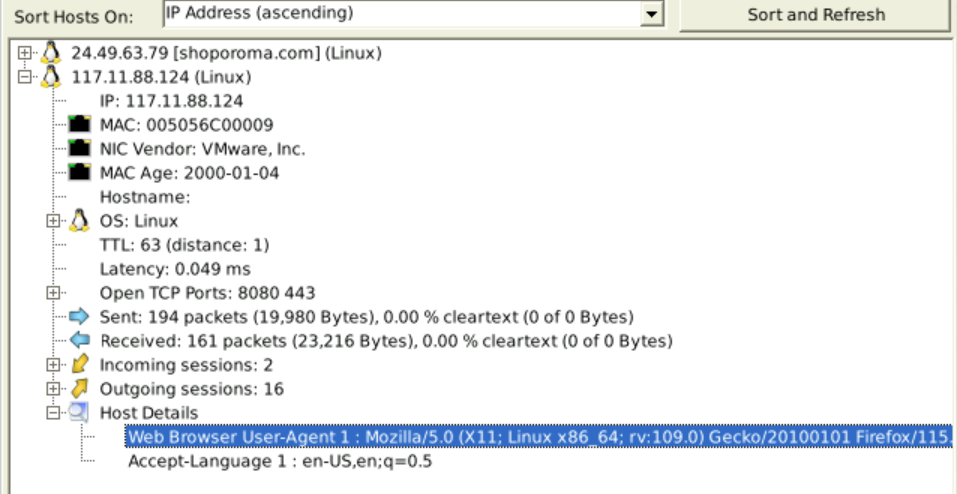 Sort Hosts On: IP Address (ascending) Sort and Refresh
24.49.63.79 [shoporoma.com] (Linux)
117.11.88.124 (Linux)
IP: 117.11.88.124
MAC: 005056C00009
NIC Vendor: VMware, Inc.
MAC Age: 2000-01-04
Hostname:
OS: Linux
TTL: 63 (distance: 1)
Latency: 0.049 ms
Open TCP Ports: 8080 443
Sent: 194 packets (19,980 Bytes), 0.00 % cleartext (0 of 0 Bytes)
Received: 161 packets (23,216 Bytes), 0.00 % cleartext (0 of 0 Bytes)
Incoming sessions: 2
Outgoing sessions: 16
Host Details
Web Browser User-Agent 1 : Mozilla/5.0 (X11; Linux x86_64; rv:109.0) Gecko/20100101 Firefox/115.
Accept-Language 1 : en-US,en;q=0.5